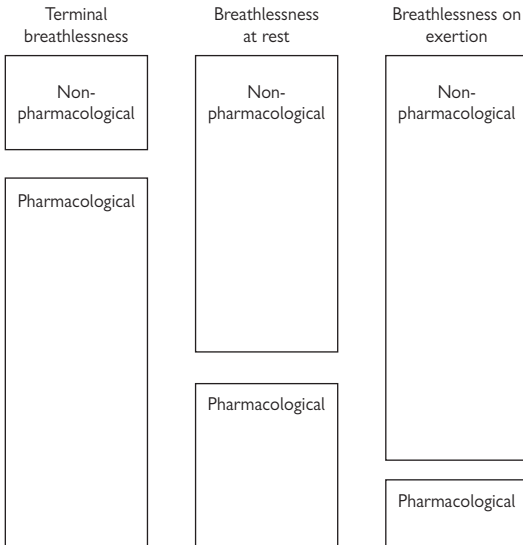 Terminal
breathlessness
Breathlessness
at rest
Breathlessness on
exertion
Non-
pharmacological
Non-
pharmacological
Non-
pharmacological
Pharmacological
Pharmacological
Pharmacological